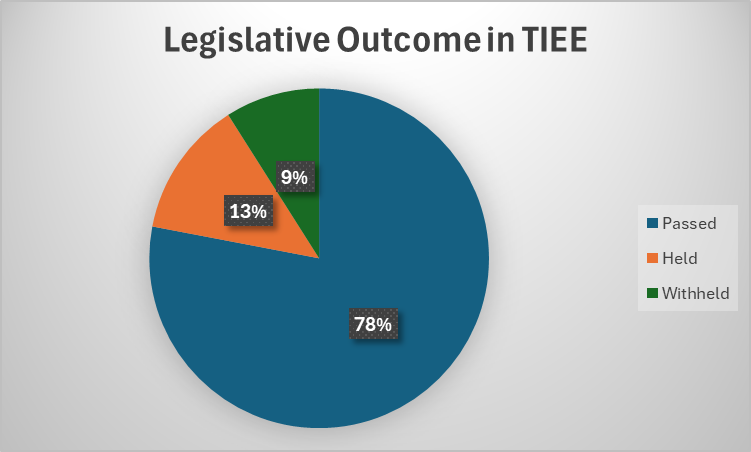 Legislative Outcome in TIEE
9%
13%
78%
Passed
Held
Withheld